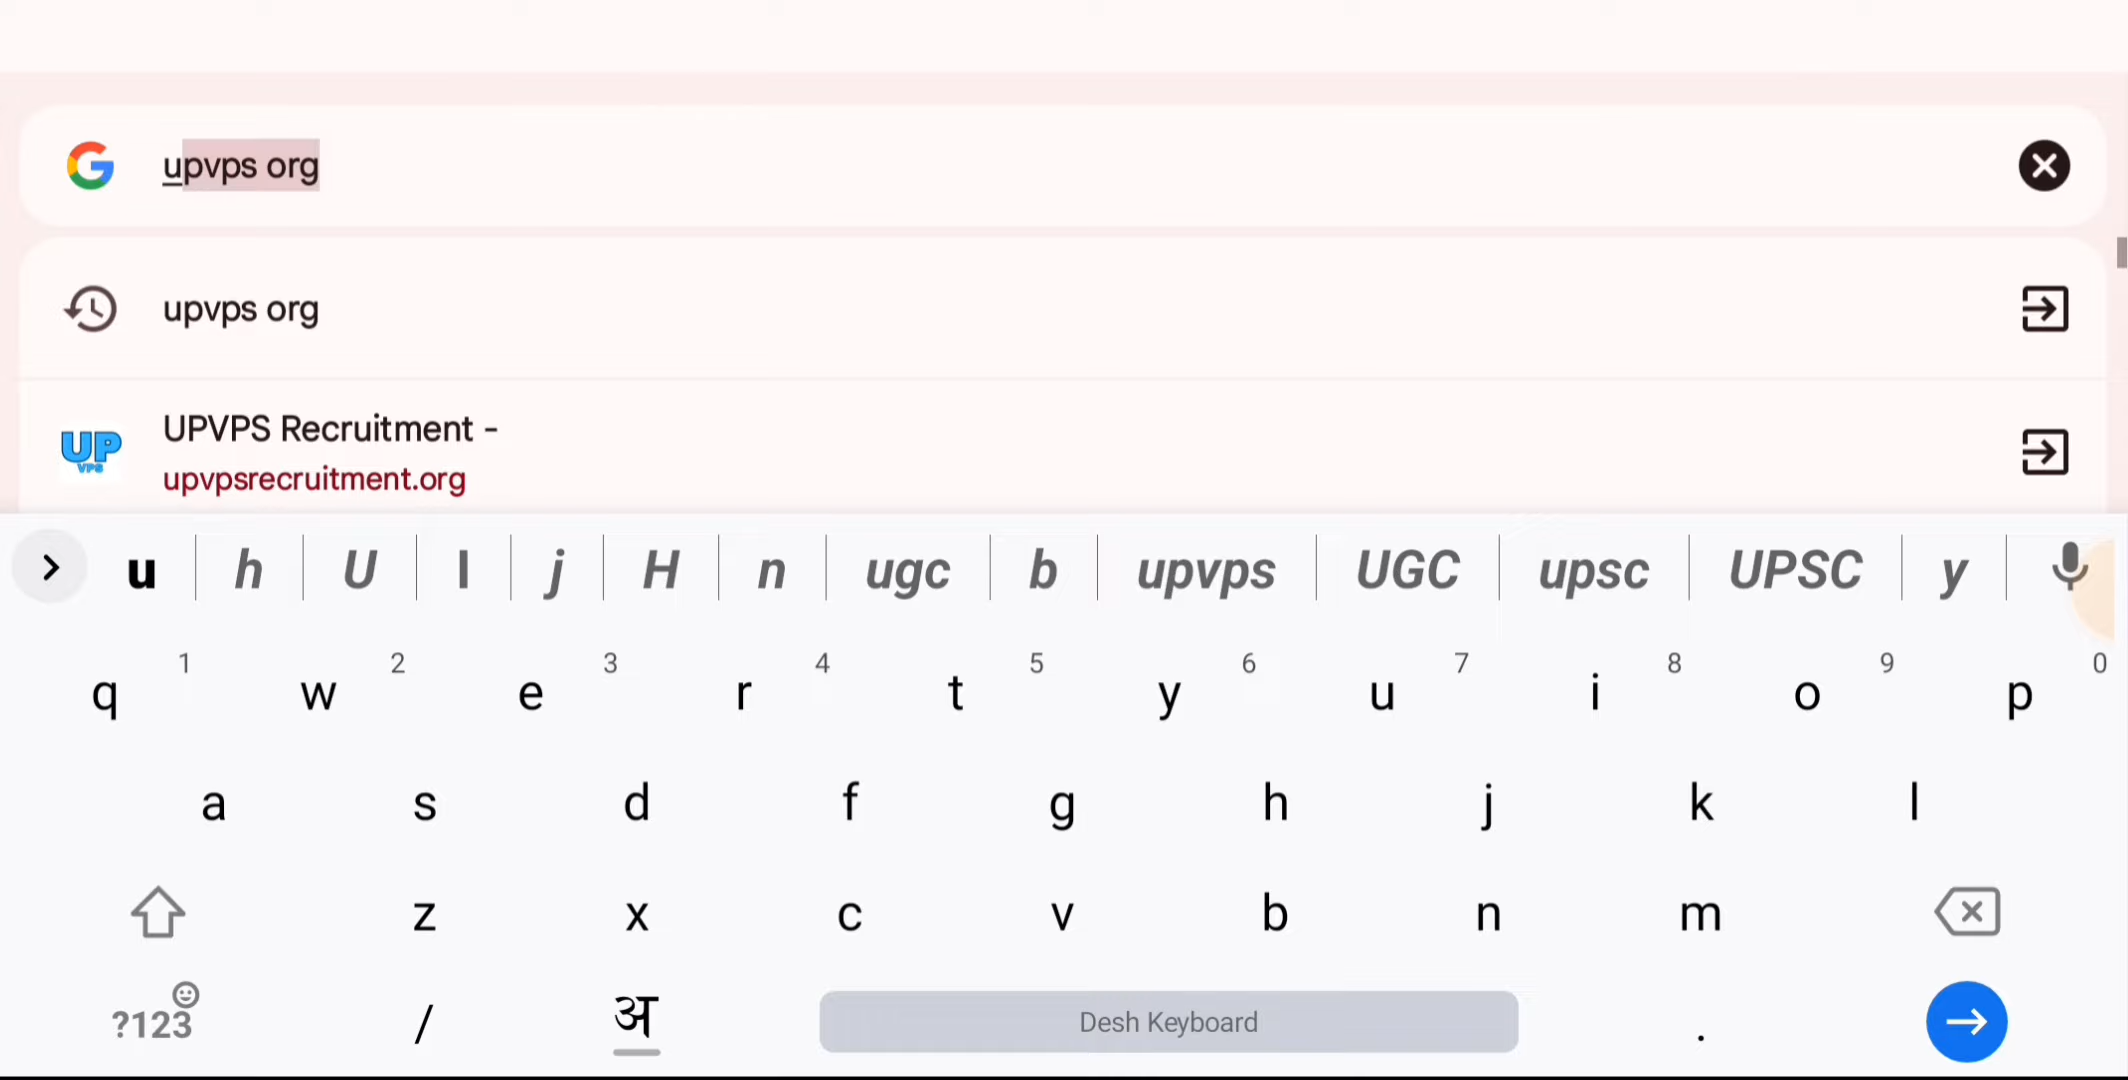 upvps org
upvps org
UPVPS Recruitment -
UP
VPS
upvpsrecruitment.org
u h U I j H n ugc b upvps UGC upsc UPSC y
1 2 3 4 5 6 7 8 9 0
q w e r t y u i o p
a s d f g h j k l
z x c v b n m
?123 / अ Desh Keyboard .